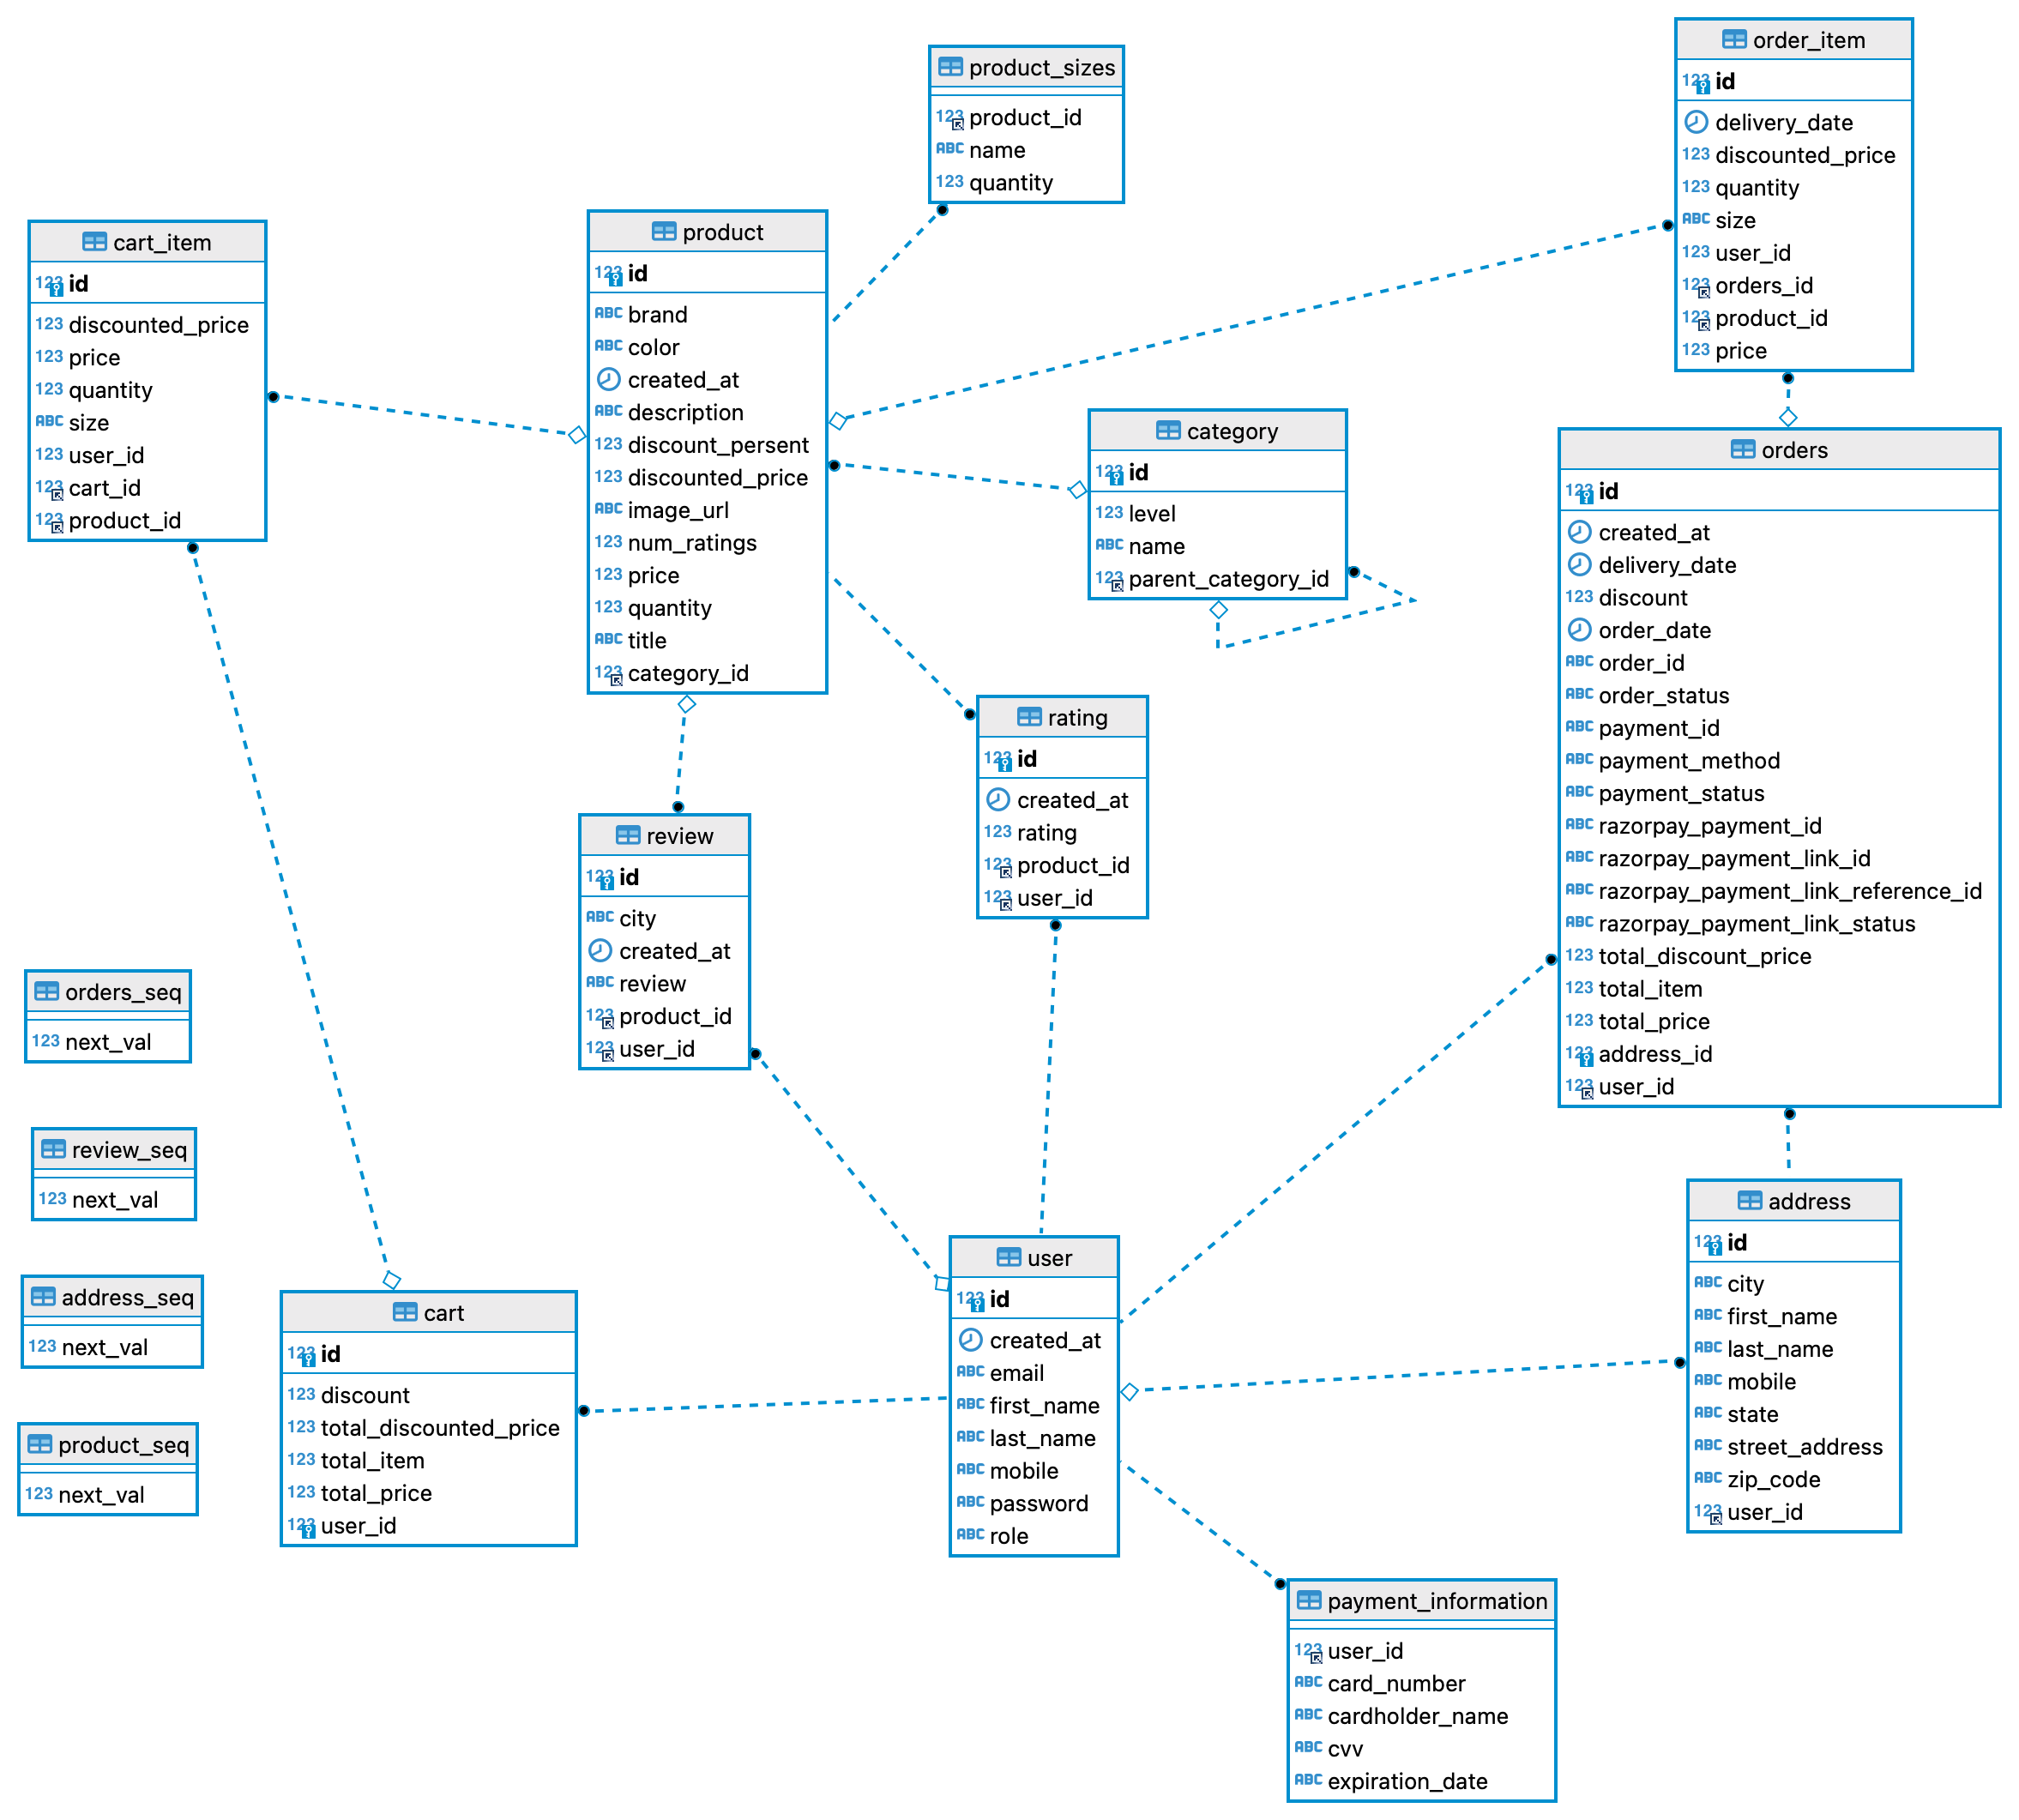 product_sizes
product_id
ABC name
123 quantity
order_item
id
delivery_date
123 discounted_price
123 quantity
ABC size
123 user_id
123 orders_id
123 product_id
123 price
cart_item
123 id
123 discounted_price
123 price
123 quantity
ABC size
123 user_id
123 cart_id
123 product_id
product
123 id
ABC brand
ABC color
created_at
ABC description
123 discount_persent
123 discounted_price
ABC image_url
123 num_ratings
123 price
123 quantity
ABC title
123 category_id
category
123 id
123 level
ABC name
123 parent_category_id
orders
123 id
created_at
delivery_date
123 discount
order_date
ABC order_id
ABC order_status
ABC payment_id
ABC payment_method
ABC payment_status
ABC razorpay_payment_id
ABC razorpay_payment_link_id
ABC razorpay_payment_link_reference_id
ABC razorpay_payment_link_status
123 total_discount_price
123 total_item
123 total_price
123 address_id
123 user_id
rating
123 id
created_at
123 rating
123 product_id
123 user_id
review
123 id
ABC city
created_at
ABC review
123 product_id
123 user_id
orders_seq
123 next_val
review_seq
123 next_val
address_seq
123 next_val
product_seq
123 next_val
cart
123 id
123 discount
123 total_discounted_price
123 total_item
123 total_price
123 user_id
user
123 id
created_at
ABC email
ABC first_name
ABC last_name
ABC mobile
ABC password
ABC role
address
123 id
ABC city
ABC first_name
ABC last_name
ABC mobile
ABC state
ABC street_address
ABC zip_code
123 user_id
payment_information
123 user_id
ABC card_number
ABC cardholder_name
ABC cvv
ABC expiration_date